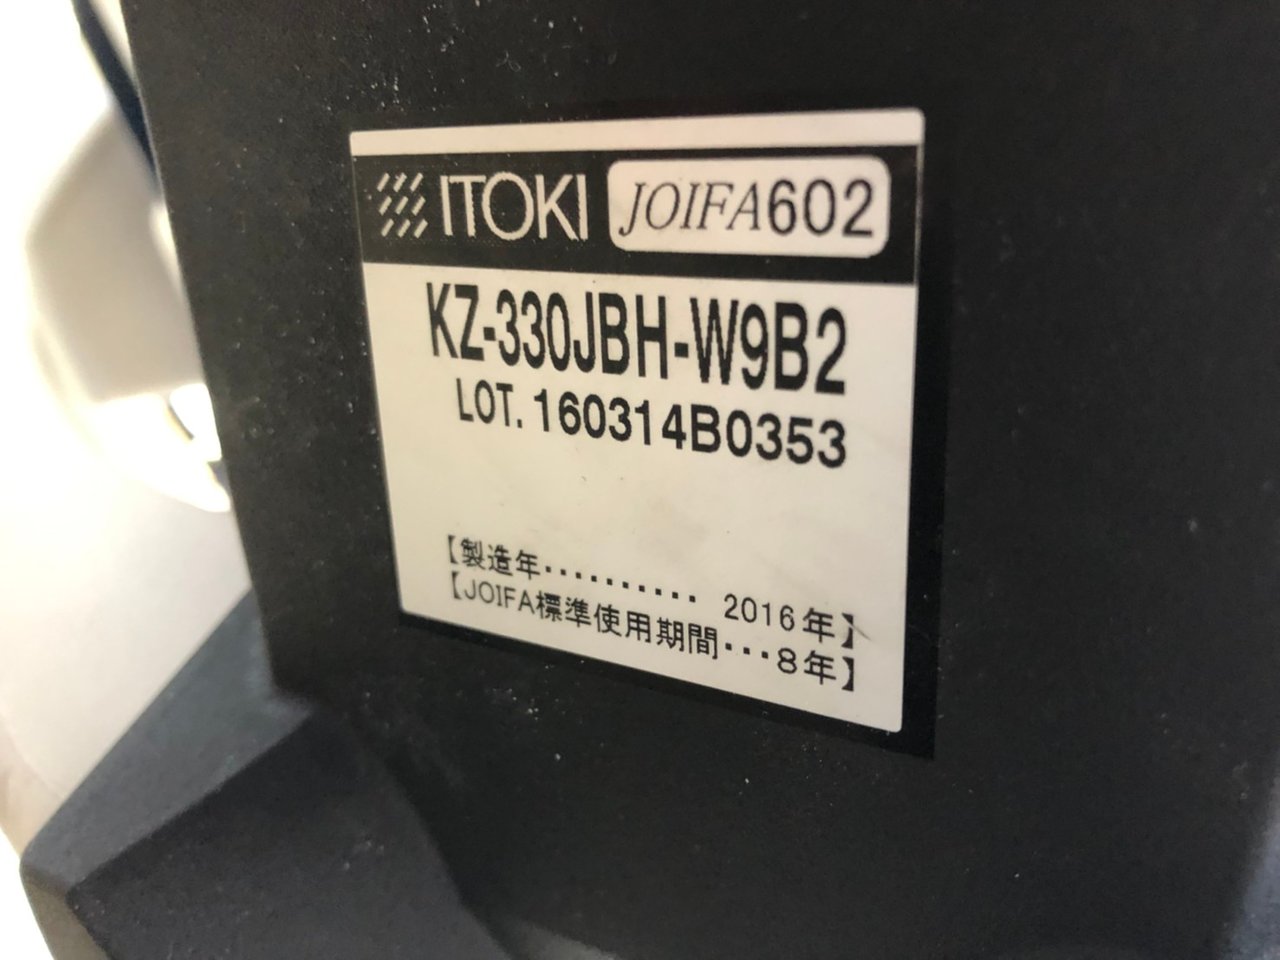 ITOKI JOIFA602
KZ-330JBH-W9B2
LOT. 160314B0353
【製造年･･････････ 2016年】
【JOIFA標準使用期間･･･8年】